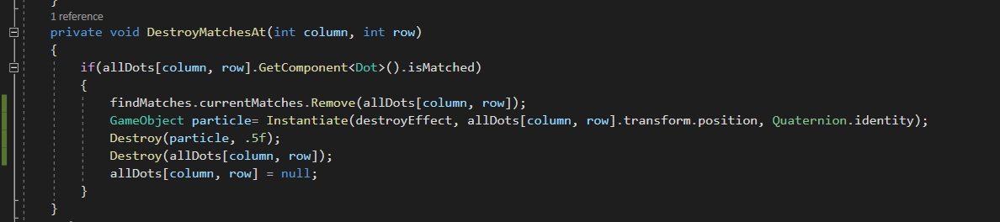 }
1 reference
private void DestroyMatchesAt(int column, int row)
{
if(allDots[column, row].GetComponent<Dot>().isMatched)
{
findMatches.currentMatches.Remove(allDots[column, row]);
GameObject particle= Instantiate(destroyEffect, allDots[column, row].transform.position, Quaternion.identity);
Destroy(particle, .5f);
Destroy(allDots[column, row]);
allDots[column, row] = null;
}
}